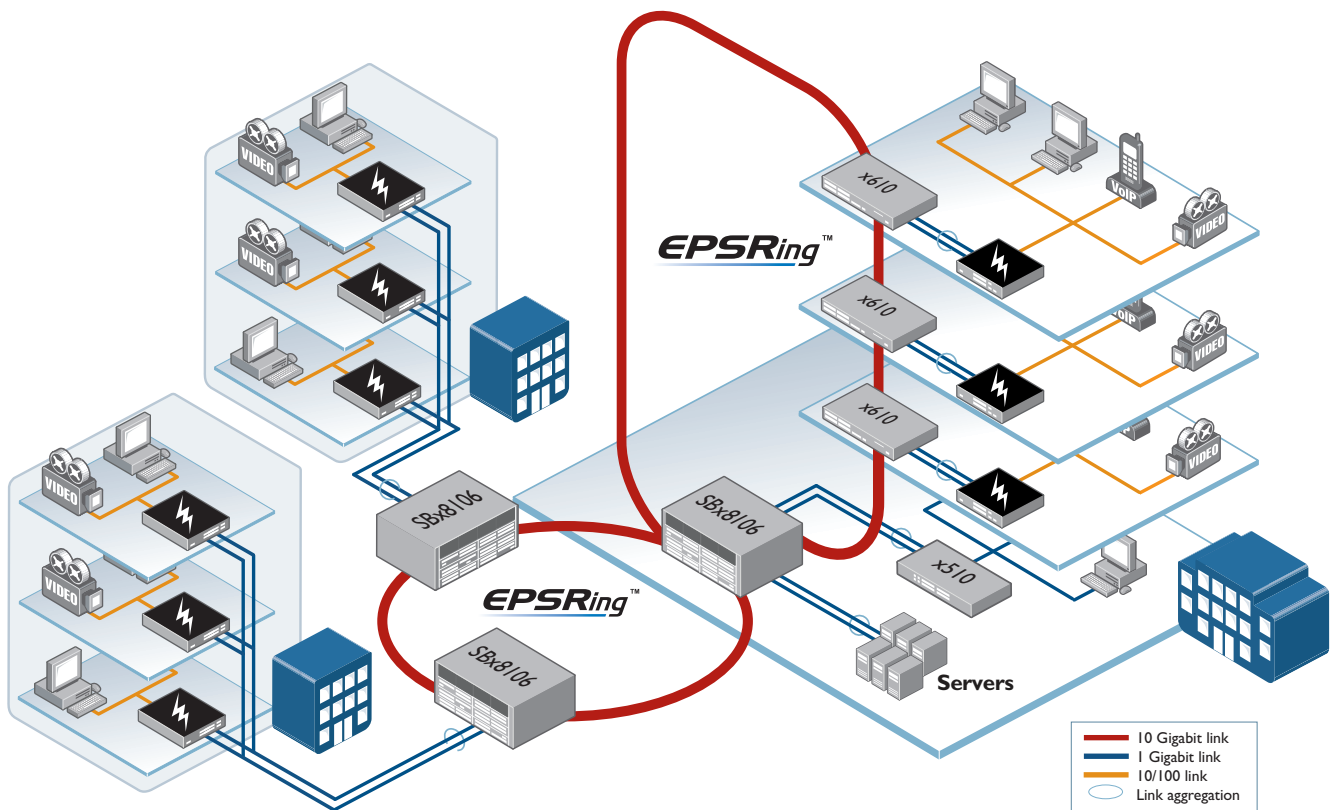 VIDEO
x610
VoIP
VIDEO
EPSRing™
VIDEO
x610
VoIP
VIDEO
x610
VIDEO
VIDEO
SBx8106
SBx8106
x510
VIDEO
EPSRing™
SBx8106
Servers
10 Gigabit link
1 Gigabit link
10/100 link
Link aggregation